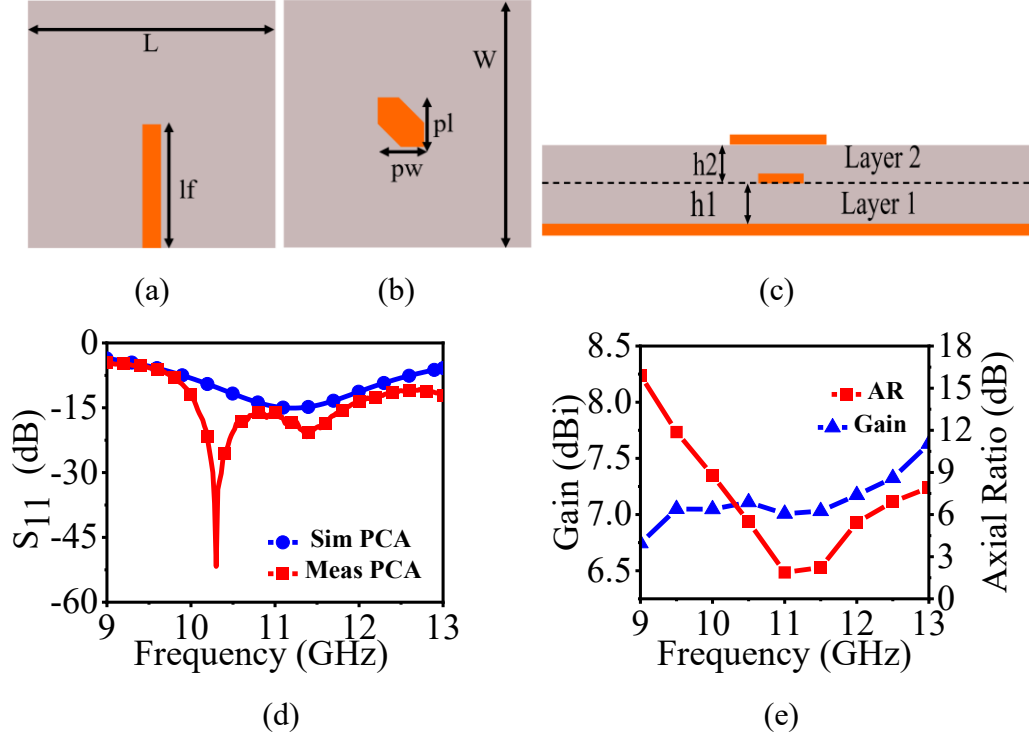 L
lf
(a)
W
pl
pw
(b)
h2
Layer 2
h1
Layer 1
(c)
0
-15
-30
-45
-60
S11 (dB)
Sim PCA
Meas PCA
9 10 11 12 13
Frequency (GHz)
(d)
8.5
8.0
7.5
7.0
6.5
Gain (dBi)
AR
Gain
18
15
12
9
6
3
0
Axial Ratio (dB)
9 10 11 12 13
Frequency (GHz)
(e)